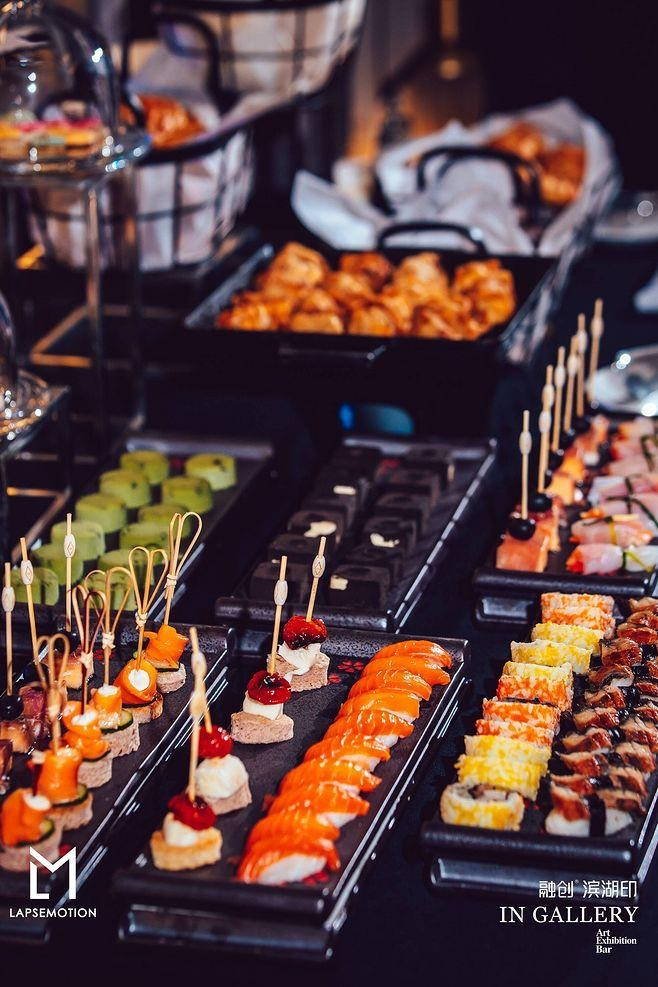 LAPSEMOTION
融创® 滨湖印
IN GALLERY
Art
Exhibition
Bar